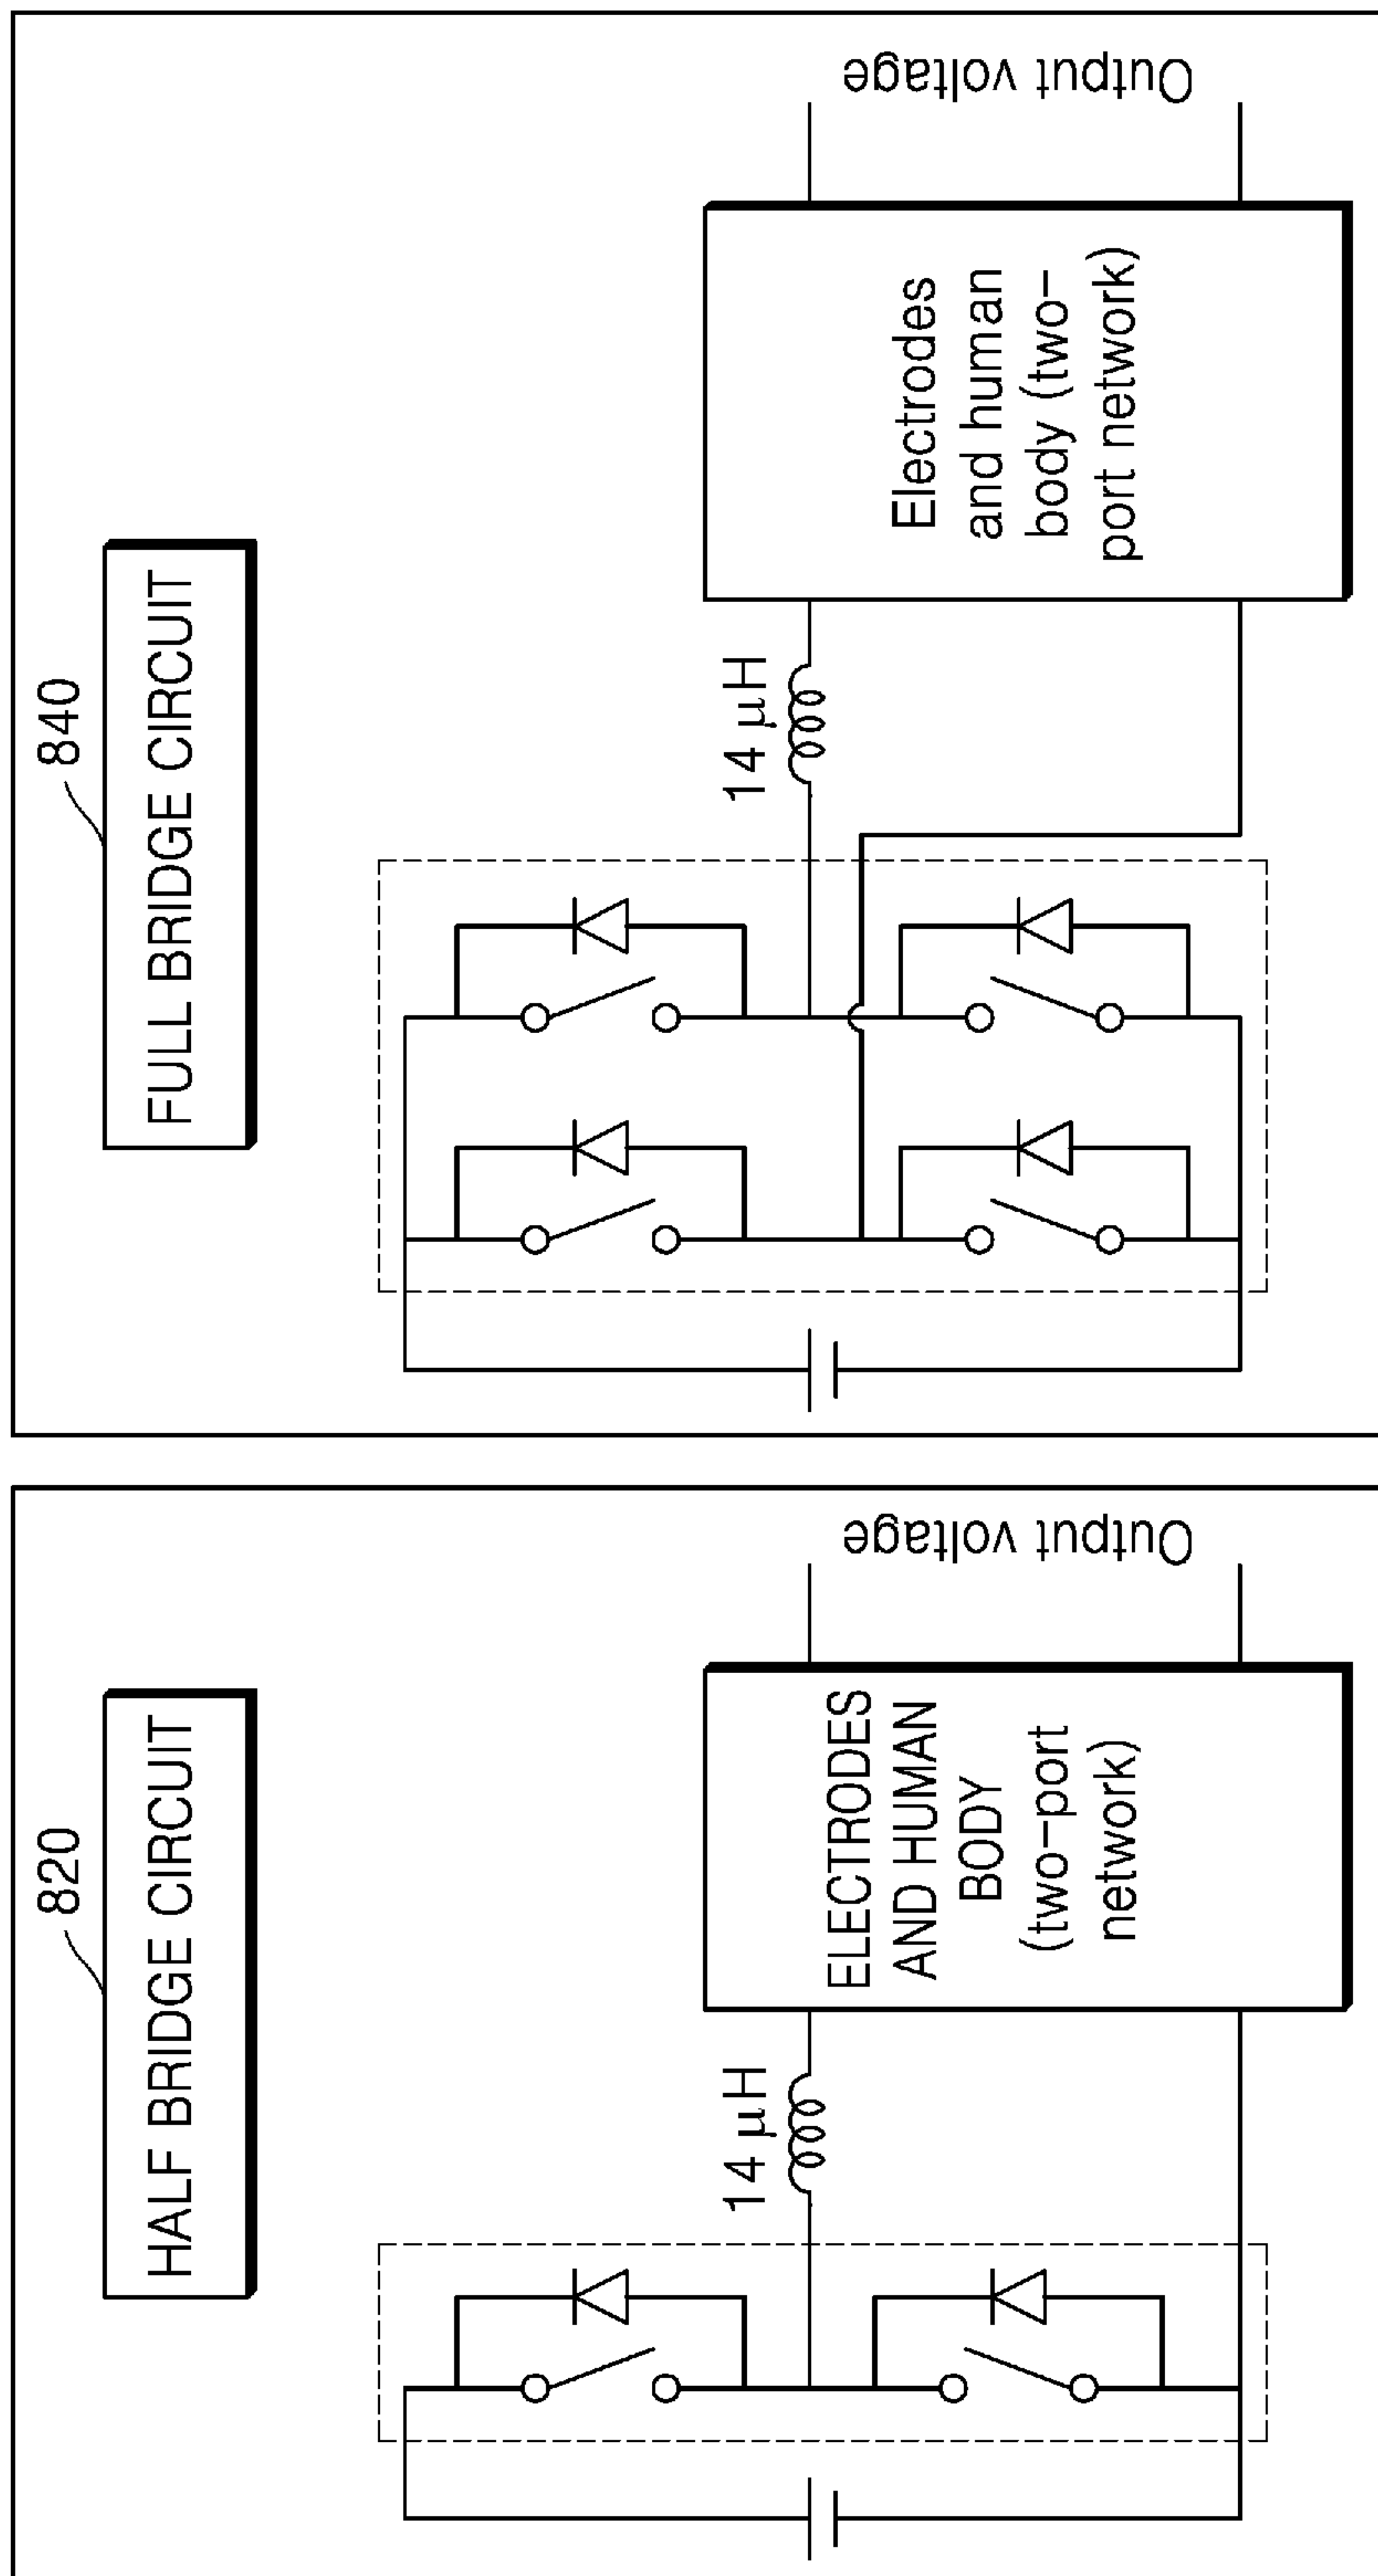 820
HALF BRIDGE CIRCUIT
14 μH
ELECTRODES
AND HUMAN
BODY
(two-port
network)
Output voltage
840
FULL BRIDGE CIRCUIT
14 μH
Electrodes
and human
body (two-
port network)
Output voltage